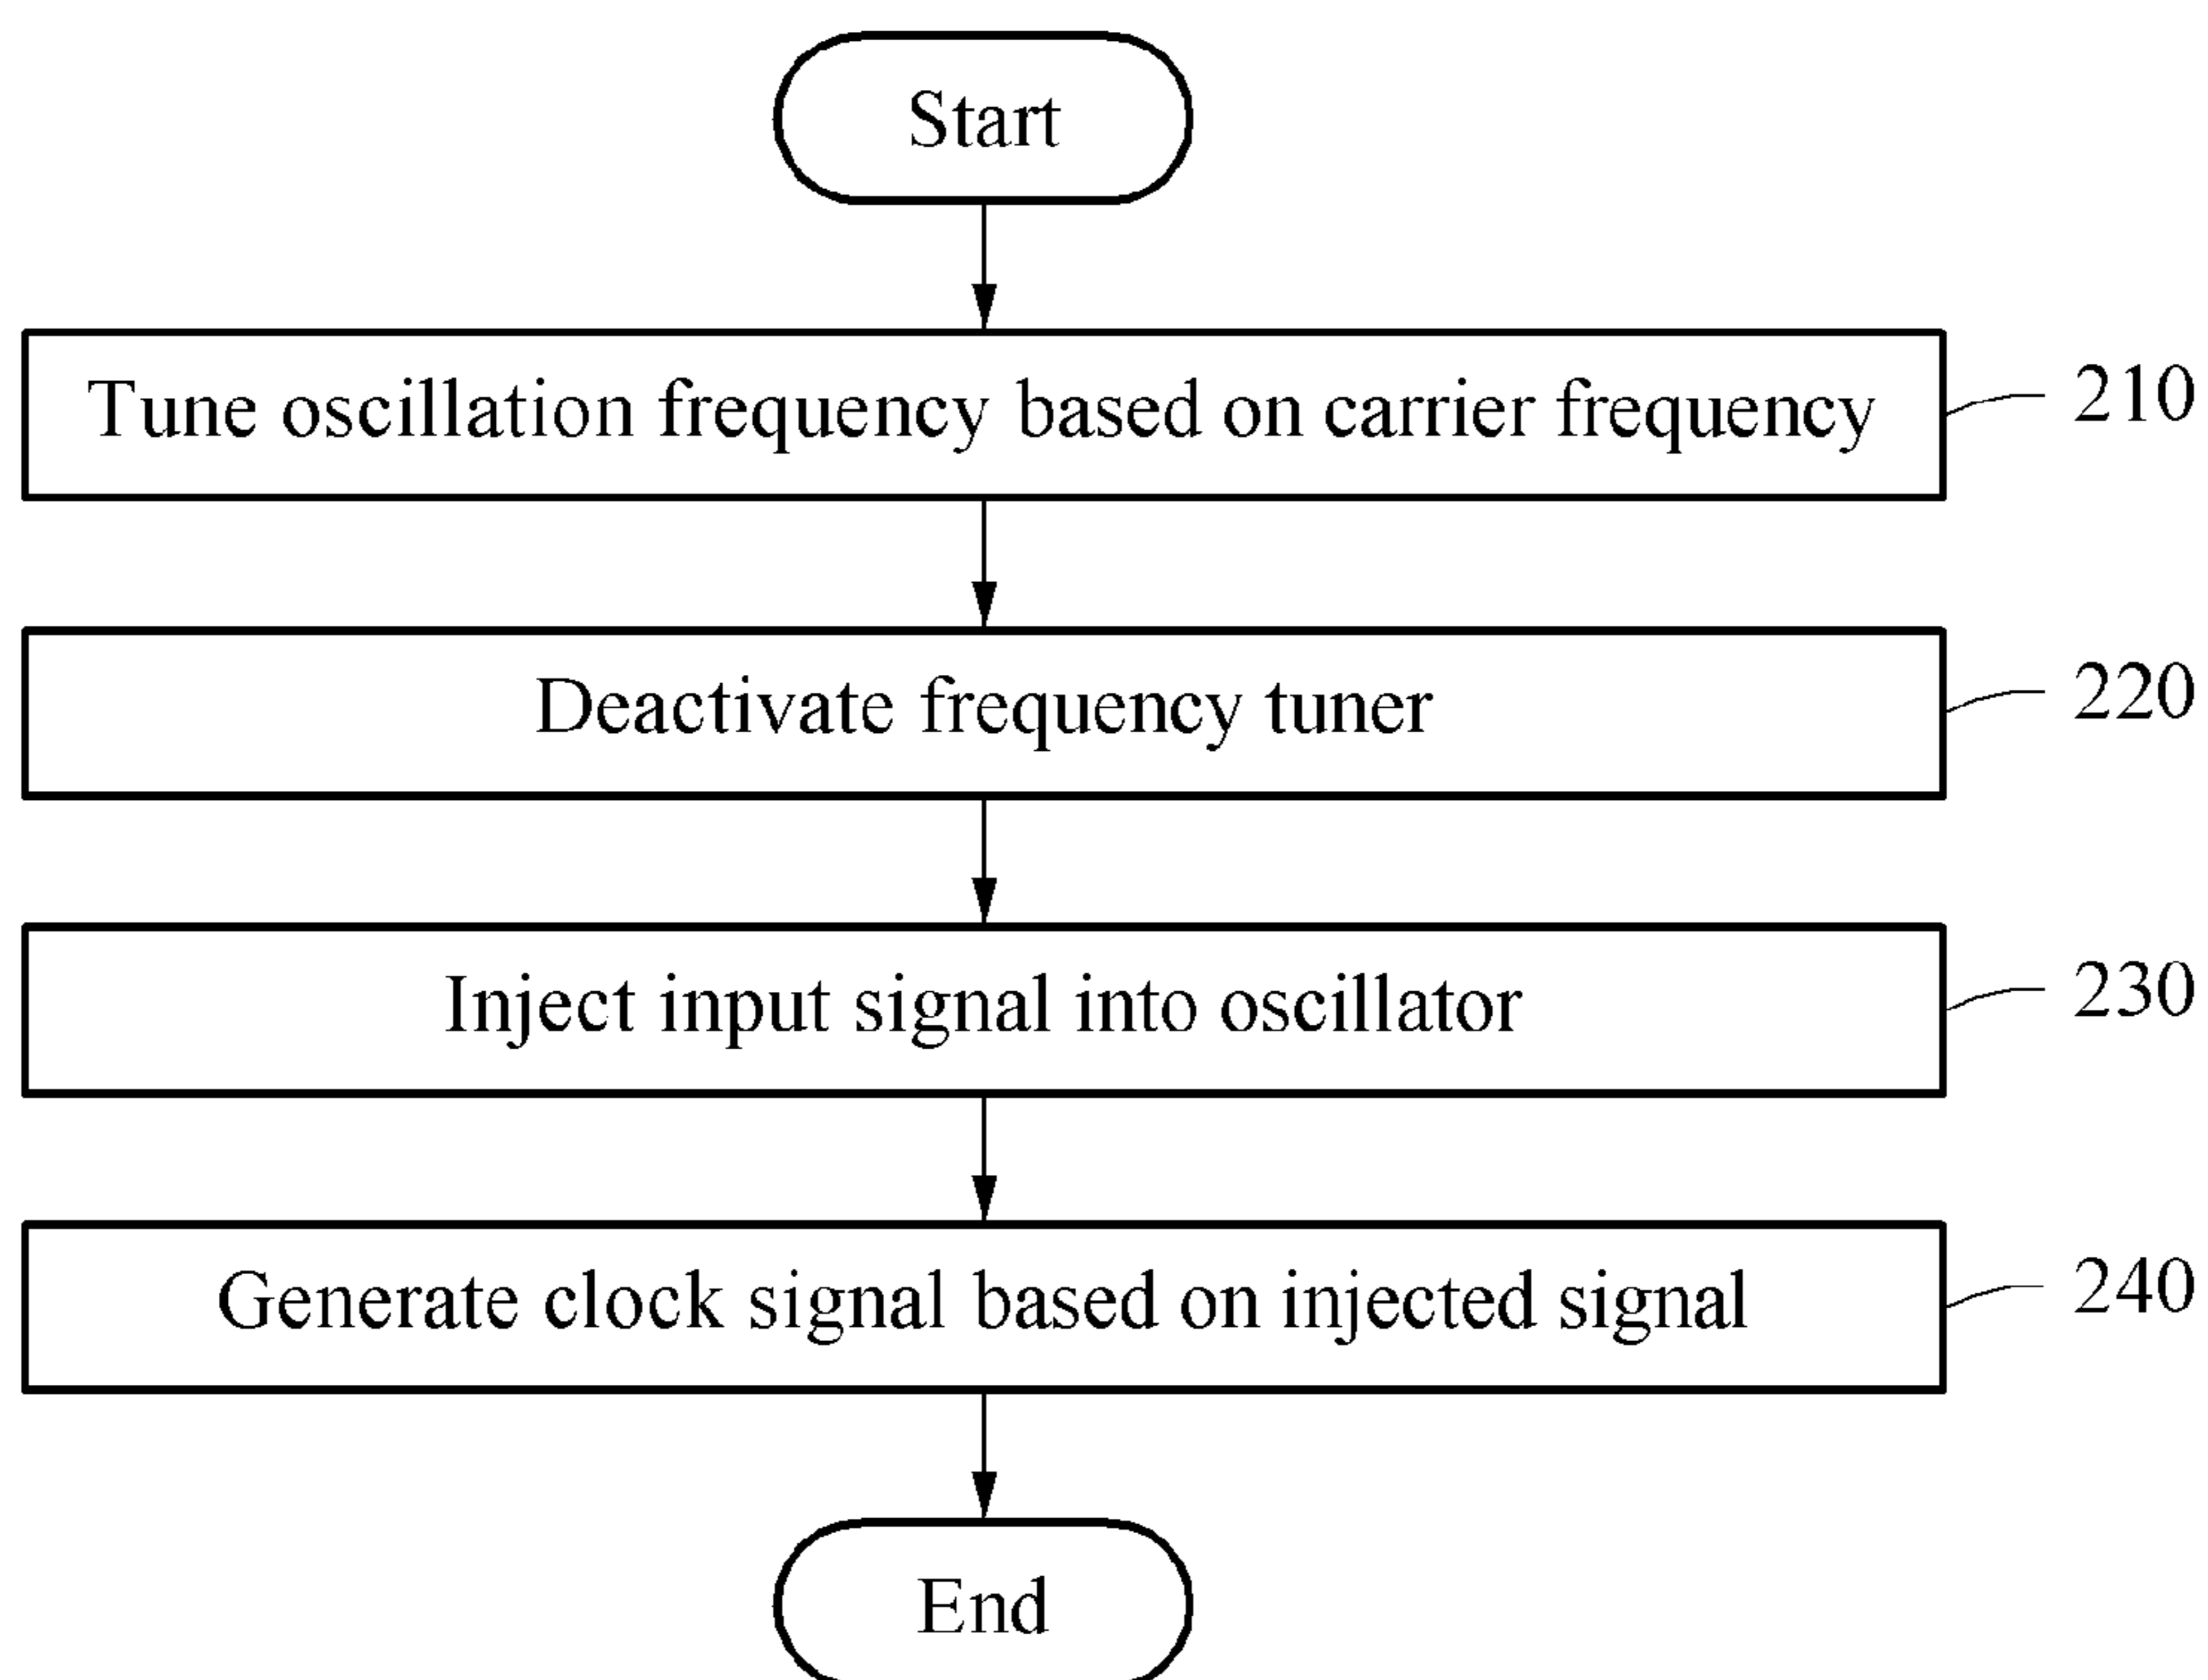 Start
Tune oscillation frequency based on carrier frequency
210
Deactivate frequency tuner
220
Inject input signal into oscillator
230
Generate clock signal based on injected signal
240
End